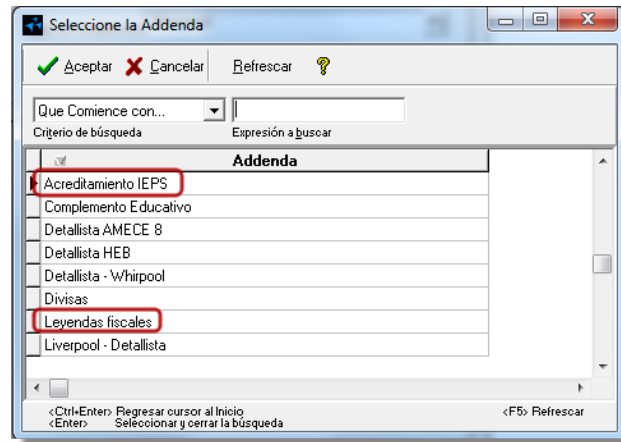 Seleccione la Addenda
Aceptar Cancelar Refrescar
Que Comience con...
Criterio de búsqueda Expresión a buscar
Addenda
Acreditamiento IEPS
Complemento Educativo
Detallista AMECE 8
Detallista HEB
Detallista - Whirpool
Divisas
Leyendas fiscales
Liverpool - Detallista
<Ctrl+Enter> Regresar cursor al Inicio <F5> Refrescar
<Enter> Seleccionar y cerrar la búsqueda